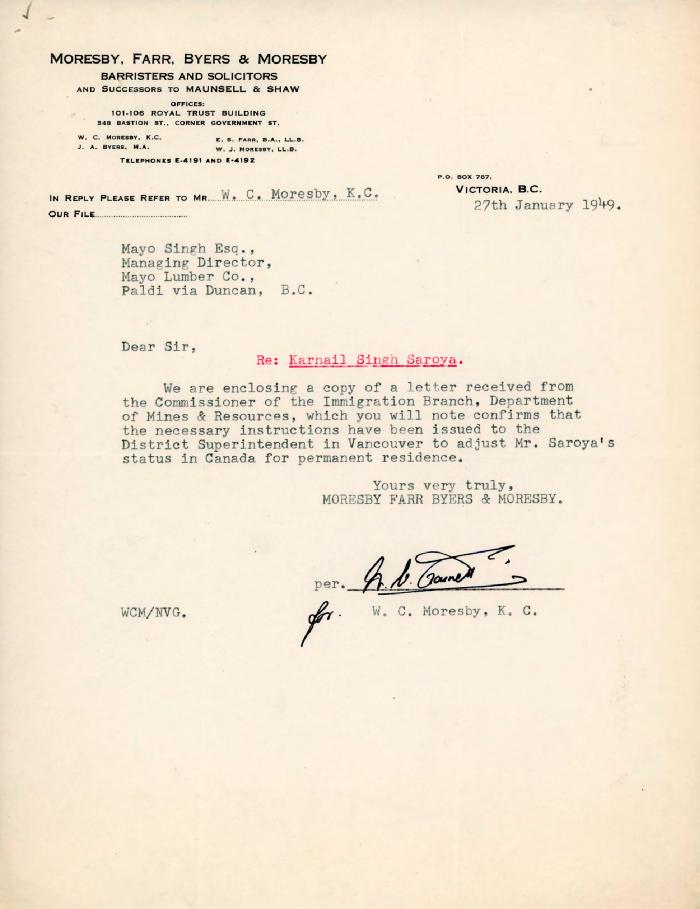 MORESBY, FARR, BYERS & MORESBY
BARRISTERS AND SOLICITORS
AND SUCCESSORS TO MAUNSELL & SHAW
OFFICES:
101-106 ROYAL TRUST BUILDING
548 BASTION ST., CORNER GOVERNMENT ST.
W. C. MORESBY, K.C.
J. A. BYERS, M.A.
E. S. FARR, B.A., LL.B.
W. J. MORESBY, LL.B.
TELEPHONES E-4191 AND E-4192
P.O. BOX 787,
VICTORIA, B.C.
27th January 1949.
IN REPLY PLEASE REFER TO MR. W. C. Moresby, K.C.
OUR FILE
Mayo Singh Esq.,
Managing Director,
Mayo Lumber Co.,
Paldi via Duncan, B.C.
Dear Sir,
Re: Karnail Singh Saroya.
We are enclosing a copy of a letter received from
the Commissioner of the Immigration Branch, Department
of Mines & Resources, which you will note confirms that
the necessary instructions have been issued to the
District Superintendent in Vancouver to adjust Mr. Saroya's
status in Canada for permanent residence.
Yours very truly,
MORESBY FARR BYERS & MORESBY.
per.
for. W. C. Moresby, K. C.
WCM/NVG.